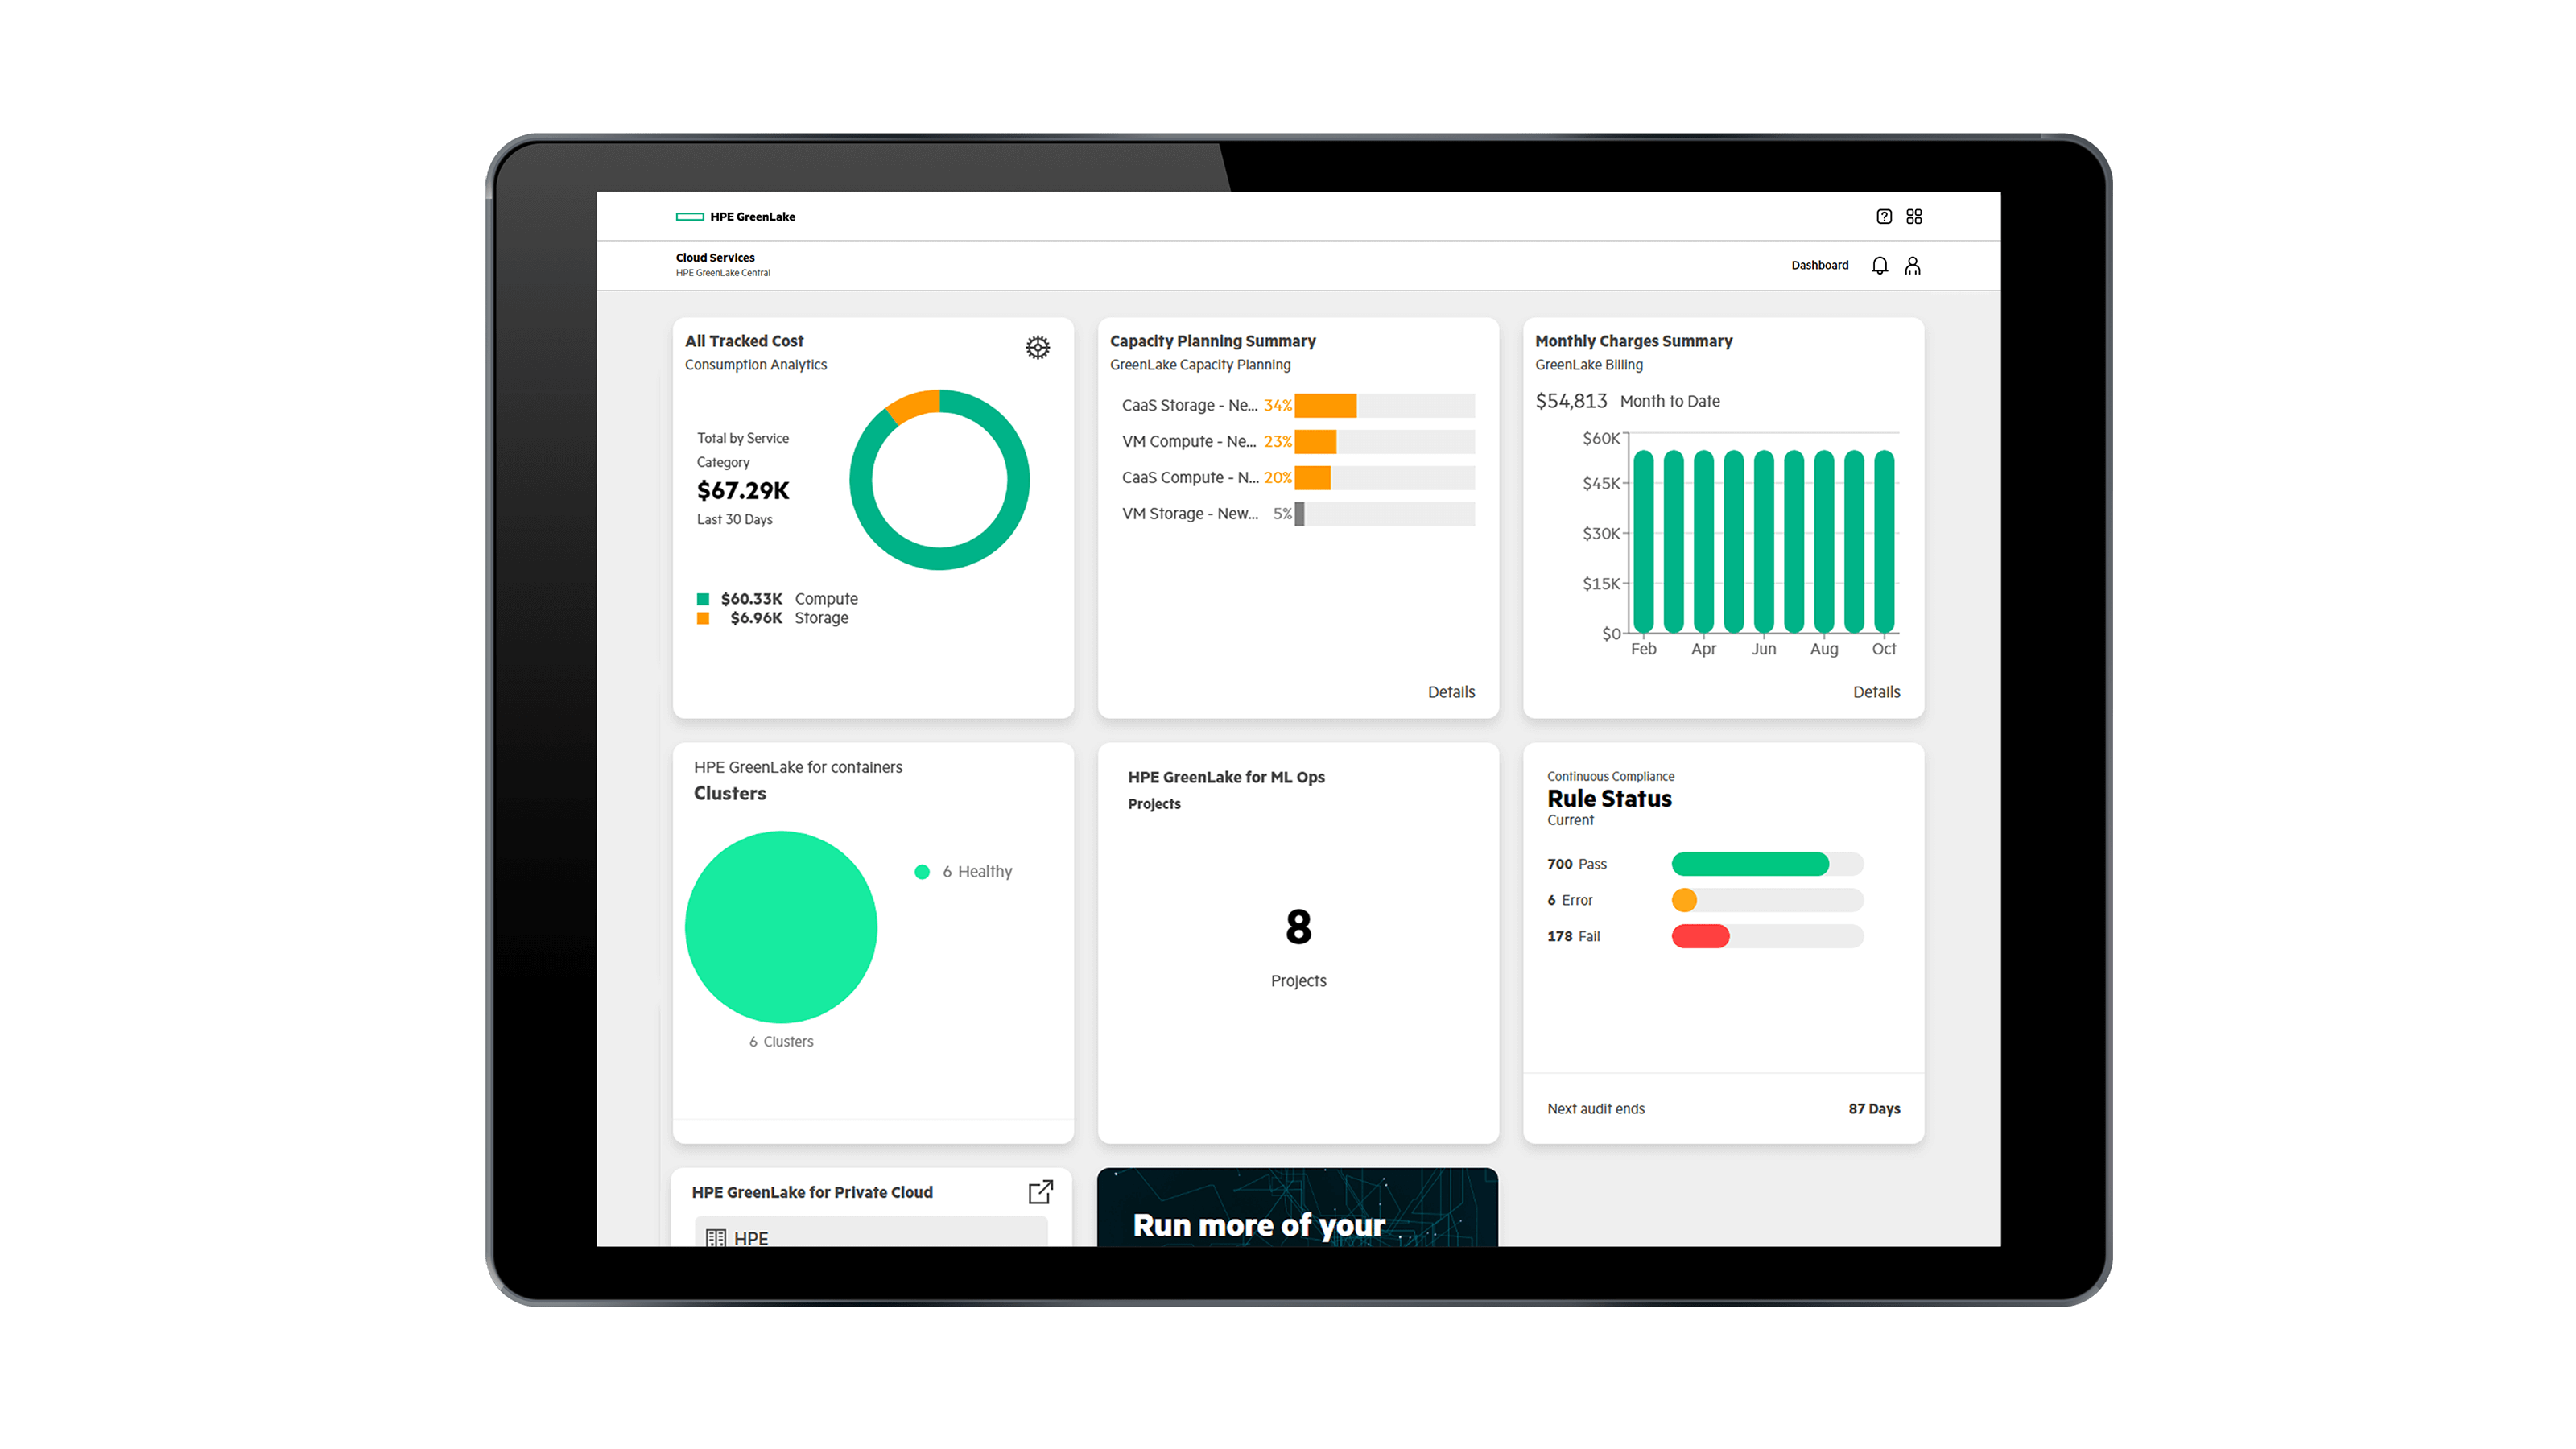 HPE GreenLake
Cloud Services
HPE GreenLake Central
Dashboard
All Tracked Cost
Consumption Analytics
Total by Service
Category
$67.29K
Last 30 Days
$60.33K Compute
$6.96K Storage
Capacity Planning Summary
GreenLake Capacity Planning
CaaS Storage - Ne... 34%
VM Compute - Ne... 23%
CaaS Compute - N... 20%
VM Storage - New... 5%
Details
Monthly Charges Summary
GreenLake Billing
$54,813 Month to Date
$60K
$45K
$30K
$15K
$0
Feb Apr Jun Aug Oct
Details
HPE GreenLake for containers
Clusters
6 Healthy
6 Clusters
HPE GreenLake for ML Ops
Projects
8
Projects
Continuous Compliance
Rule Status
Current
700 Pass
6 Error
178 Fail
Next audit ends 87 Days
HPE GreenLake for Private Cloud
HPE
Run more of your